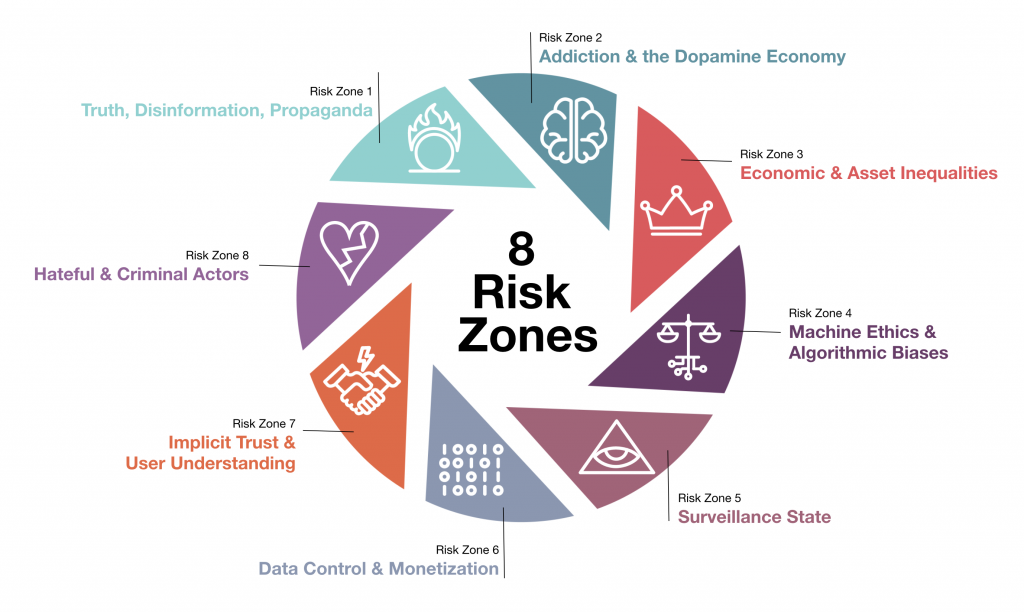 Risk Zone 2
Addiction & the Dopamine Economy
Risk Zone 1
Truth, Disinformation, Propaganda
Risk Zone 3
Economic & Asset Inequalities
8
Risk
Zones
Risk Zone 8
Hateful & Criminal Actors
Risk Zone 4
Machine Ethics &
Algorithmic Biases
Risk Zone 7
Implicit Trust &
User Understanding
10010
00101
01011
10010
Risk Zone 5
Surveillance State
Risk Zone 6
Data Control & Monetization